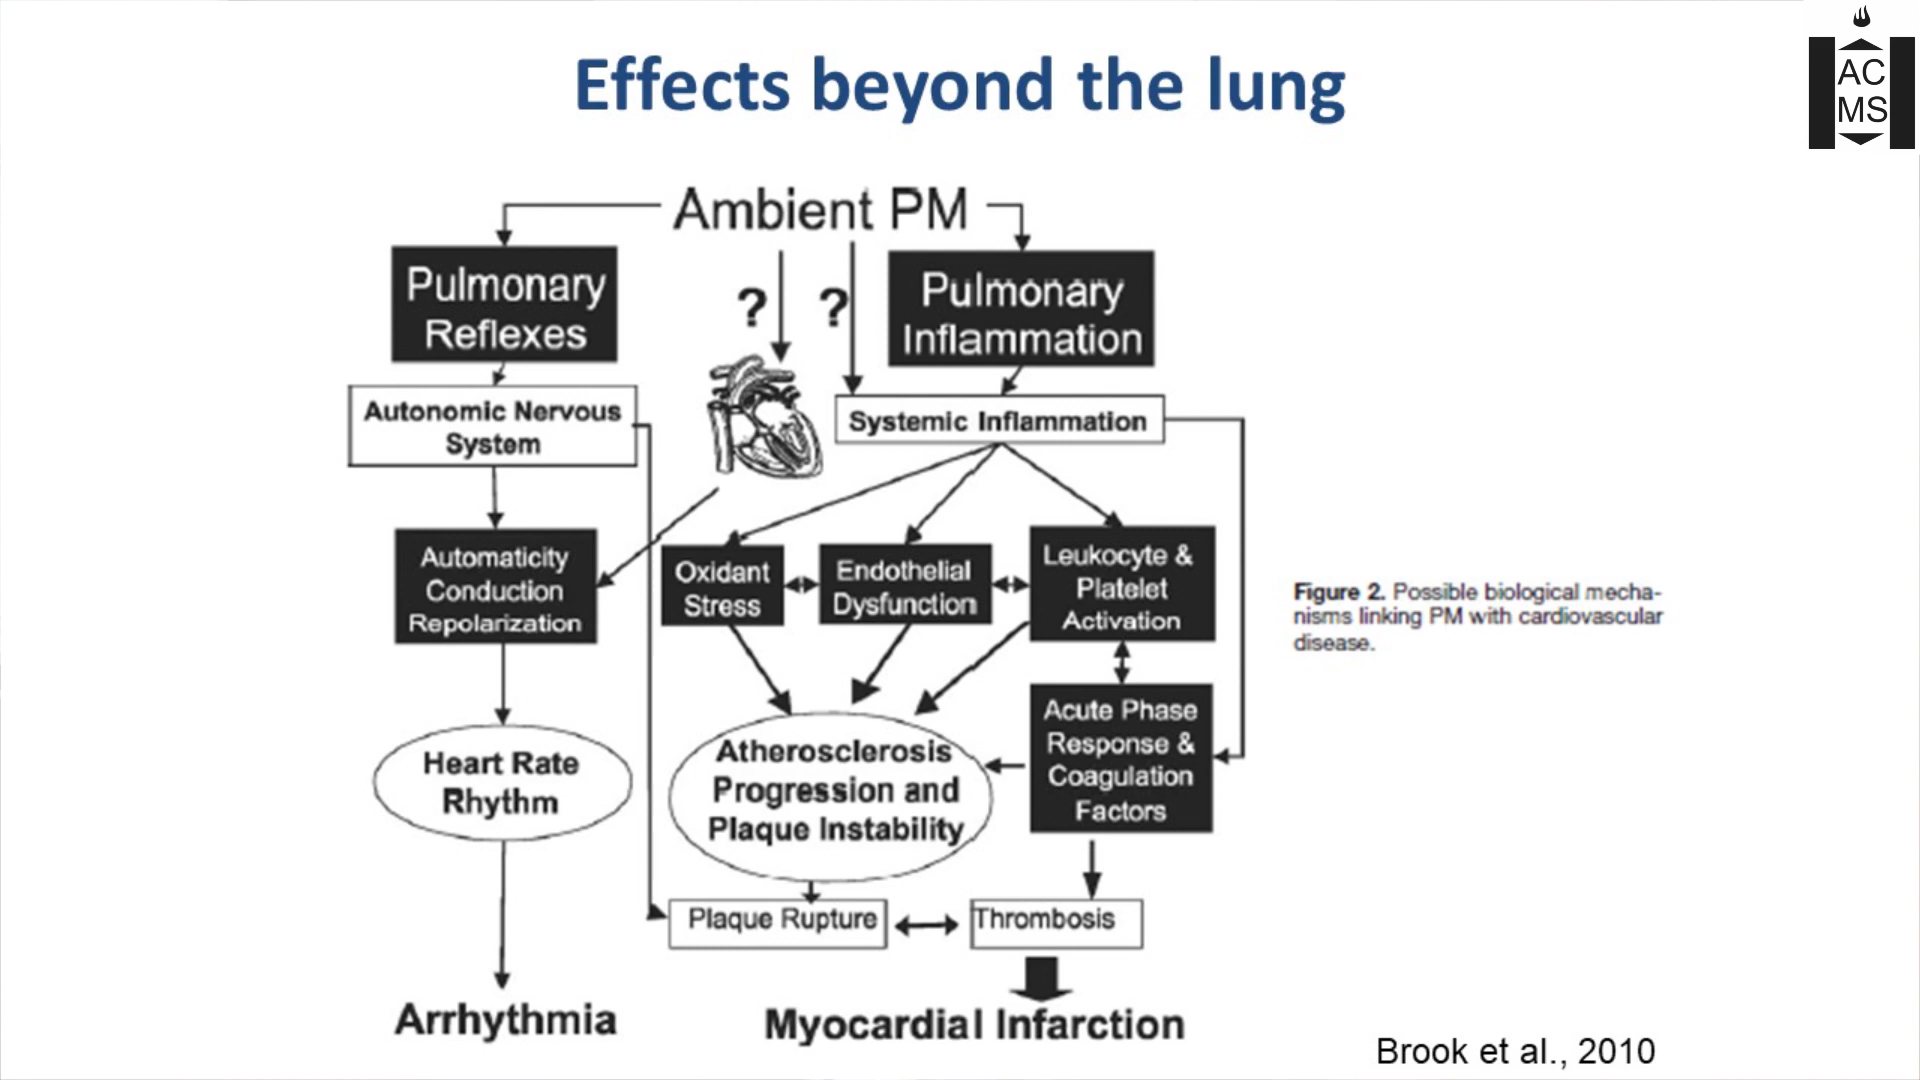 Effects beyond the lung
AC
MS
Ambient PM
Pulmonary
Reflexes
?
?
Pulmonary
Inflammation
Autonomic Nervous
System
Systemic Inflammation
Automaticity
Conduction
Repolarization
Oxidant
Stress
Endothelial
Dysfunction
Leukocyte &
Platelet
Activation
Figure 2. Possible biological mecha-
nisms linking PM with cardiovascular
disease.
Heart Rate
Rhythm
Atherosclerosis
Progression and
Plaque Instability
Acute Phase
Response &
Coagulation
Factors
Plaque Rupture
Thrombosis
Arrhythmia
Myocardial Infarction
Brook et al., 2010